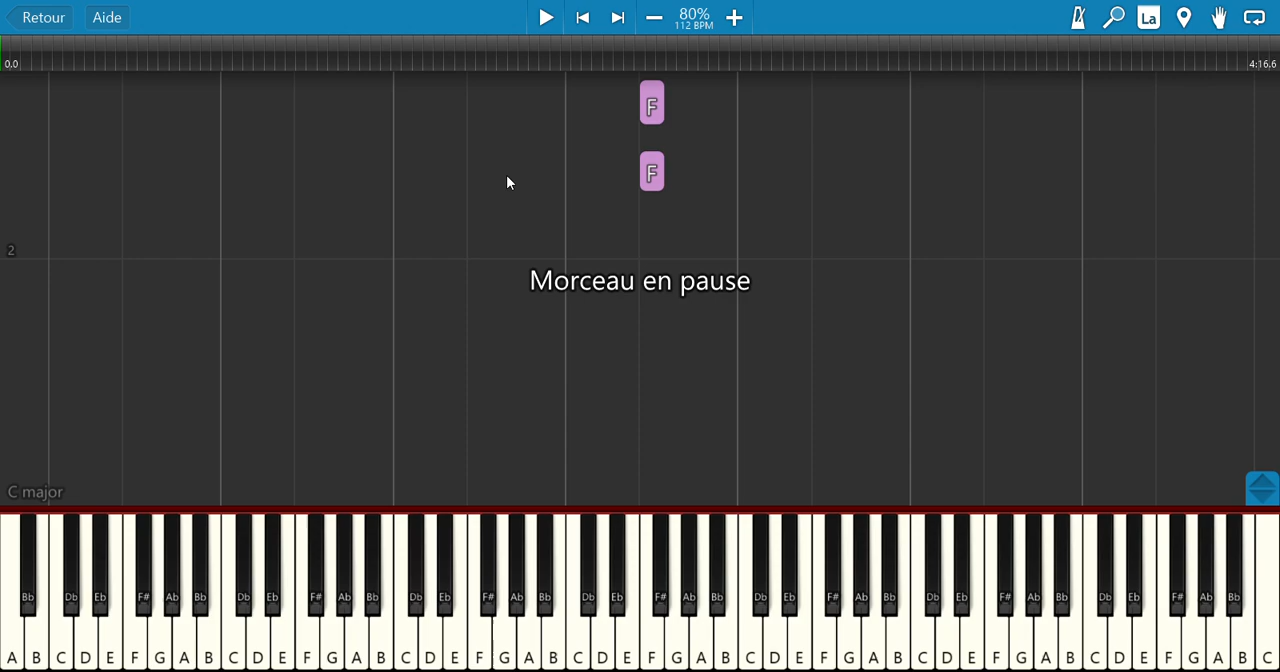 Retour Aide 80% La
112 BPM
0.0 4:16.6
F
F
2
Morceau en pause
C major
Bb Db Eb F# Ab Bb Db Eb F# Ab Bb Db Eb F# Ab Bb Db Eb F# Ab Bb Db Eb F# Ab Bb Db Eb F# Ab Bb Db Eb F# Ab Bb
A B C D E F G A B C D E F G A B C D E F G A B C D E F G A B C D E F G A B C D E F G A B C D E F G A B C